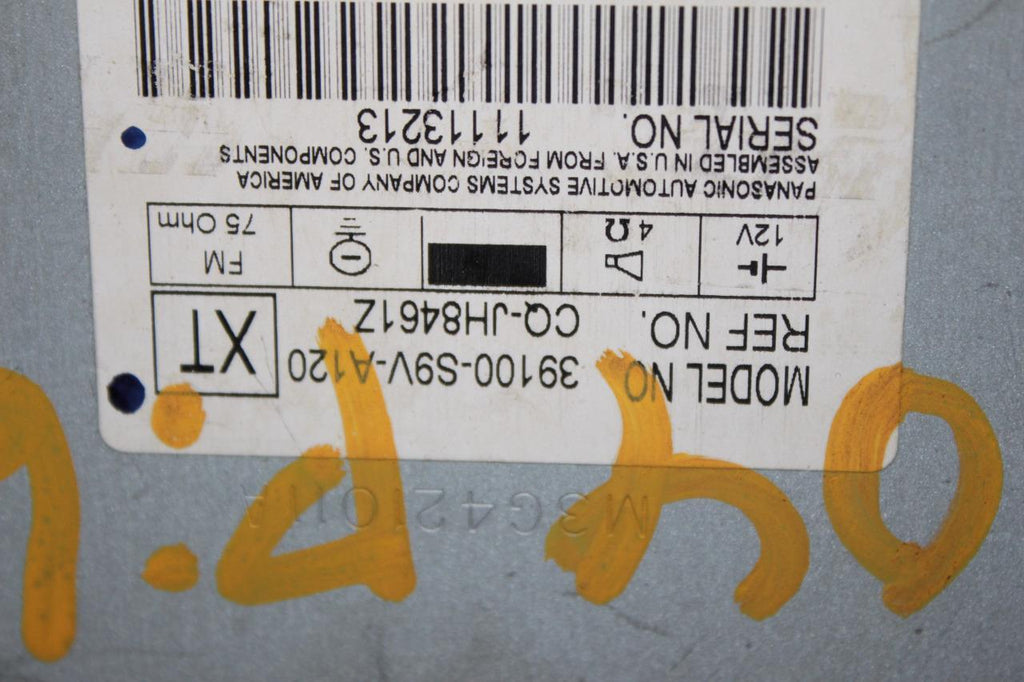 M3G421011A
MODEL NO 39100-S9V-A120
REF NO. CQ-JH8461Z
XT
12V 4Ω FM 75 Ohm
PANASONIC AUTOMOTIVE SYSTEMS COMPANY OF AMERICA
ASSEMBLED IN U.S.A. FROM FOREIGN AND U.S. COMPONENTS
SERIAL NO. 11113213